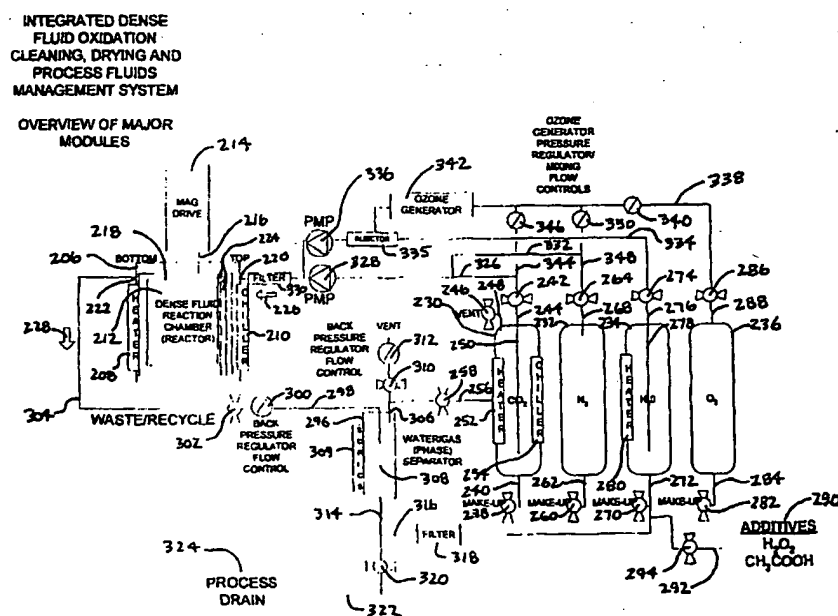 INTEGRATED DENSE
FLUID OXIDATION
CLEANING, DRYING AND
PROCESS FLUIDS
MANAGEMENT SYSTEM
OVERVIEW OF MAJOR
MODULES
214
MAG
DRIVE
218
216
206
BOTTOM
224
TOP
220
222
212
DENSE FLUID
REACTION
CHAMBER
(REACTOR)
FILTER
330
226
210
228
208
HEATER
304
WASTE/RECYCLE
302
300
298
BACK
PRESSURE
REGULATOR
FLOW
CONTROL
336
PMP
328
PMP
342
OZONE
GENERATOR
335
OZONE
GENERATOR
PRESSURE
REGULATOR/
MIXING
FLOW
CONTROLS
338
346
350
340
334
332
326
344
348
BACK
PRESSURE
REGULATOR
FLOW
CONTROL
VENT
312
310
306
258
256
246
248
VENT
230
242
264
274
286
244
268
276
288
250
232
234
278
236
252
HEATER
CO2
CHILLER
N2
HEATER
H2O
O2
254
280
240
262
272
284
MAKE-UP
238
MAKE-UP
260
MAKE-UP
270
MAKE-UP
282
290
ADDITIVES
H2O2
CH3COOH
294
292
296
309
SONICS
WATER/GAS
(PHASE)
SEPARATOR
308
314
316
FILTER
318
320
322
324
PROCESS
DRAIN